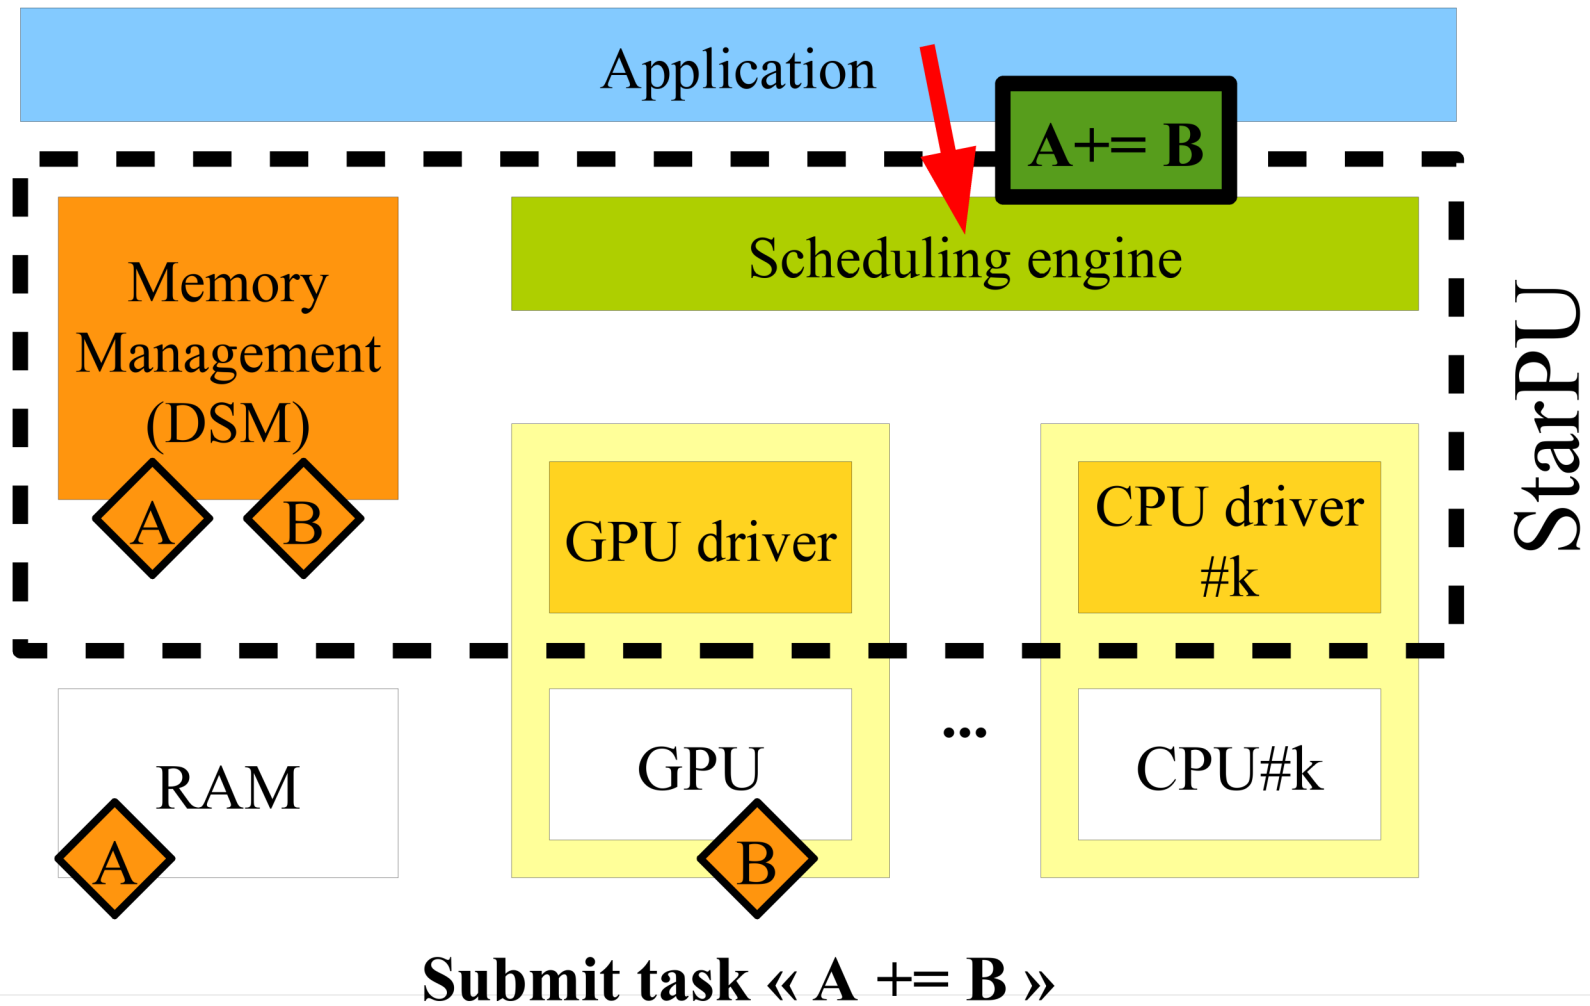 Application
A+= B
Scheduling engine
Memory
Management
(DSM)
A
B
GPU driver
CPU driver
#k
StarPU
RAM
A
GPU
B
...
CPU#k
Submit task « A += B »